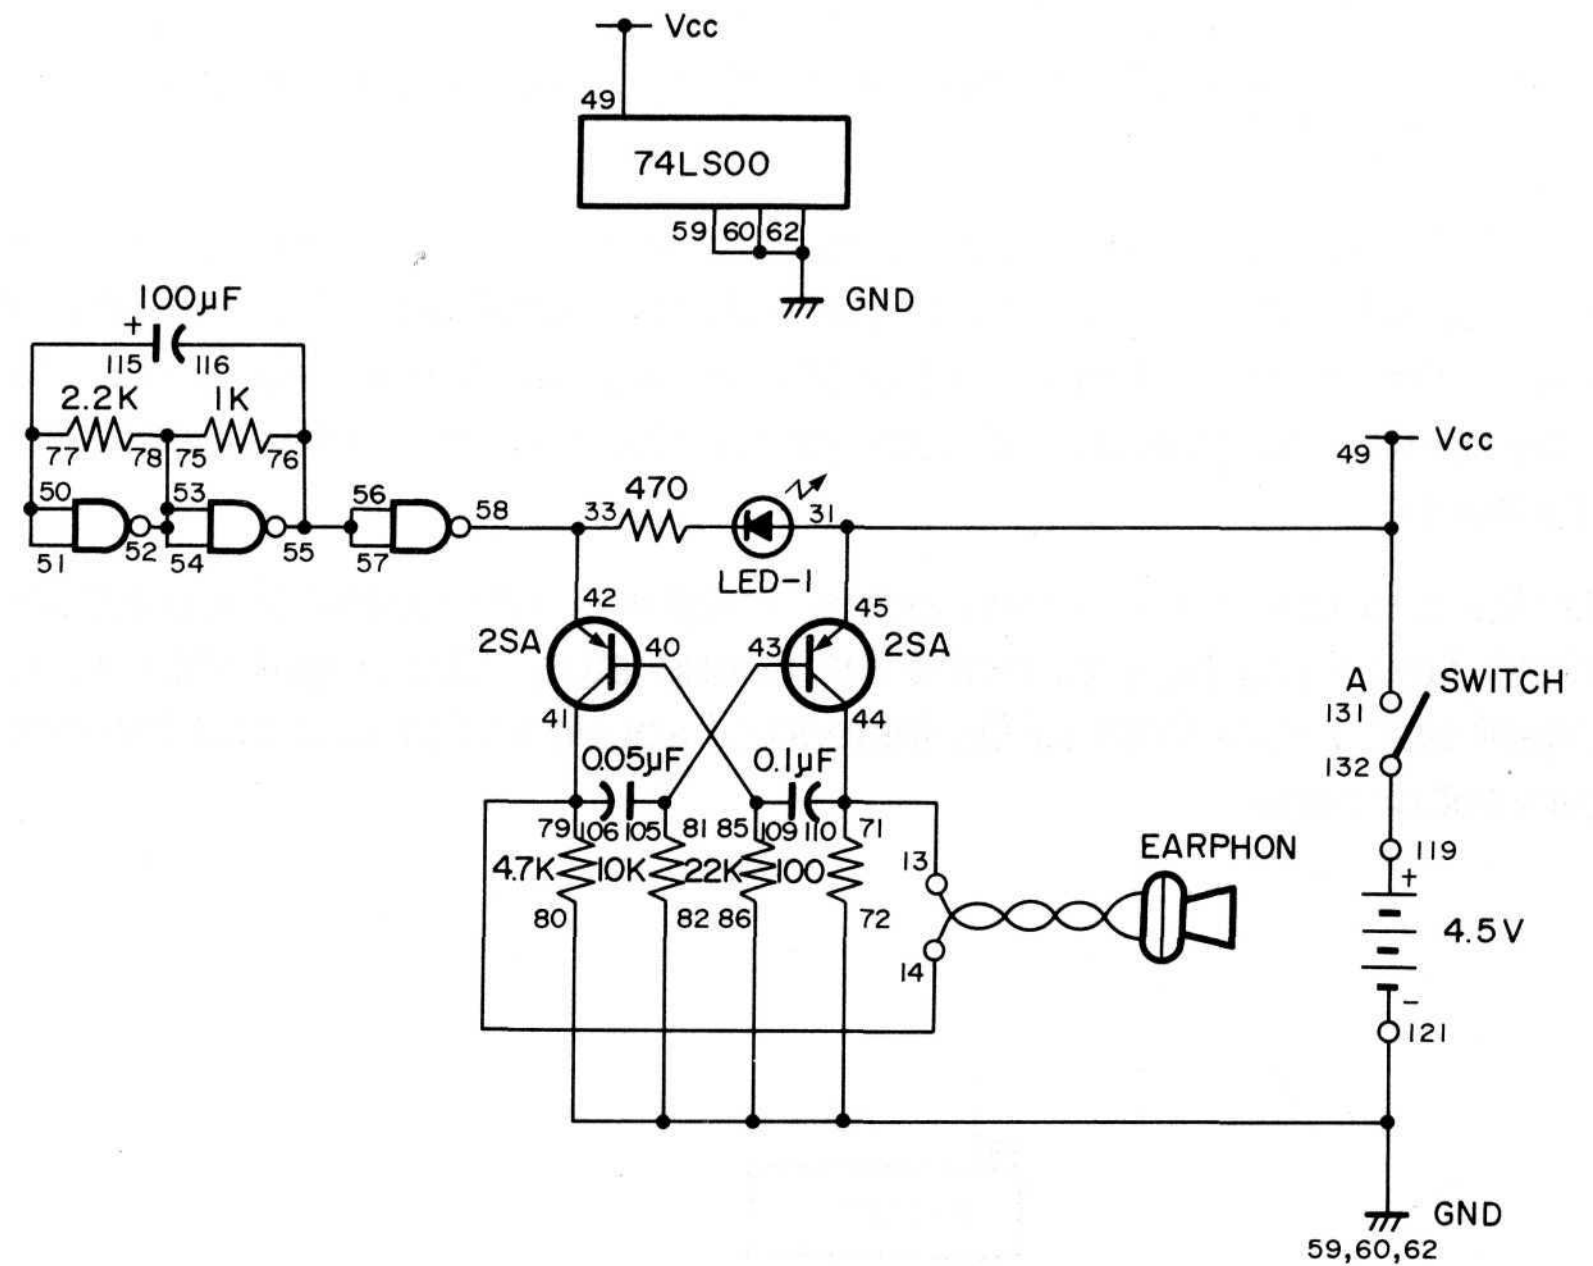 Vcc
49
74LS00
59 60 62
GND
100µF
+
115 116
2.2K 1K
77 78 75 76
50 53 56
51 52 54 55 57 58
33 470 31
LED-1
49 Vcc
42 45
2SA 40 43 2SA
41 44
A SWITCH
131
132
0.05µF 0.1µF
79 106 105 81 85 109 110 71
4.7K 10K 22K 100
80 82 86 72
13
14
EARPHON
119
+
4.5V
−
121
GND
59,60,62